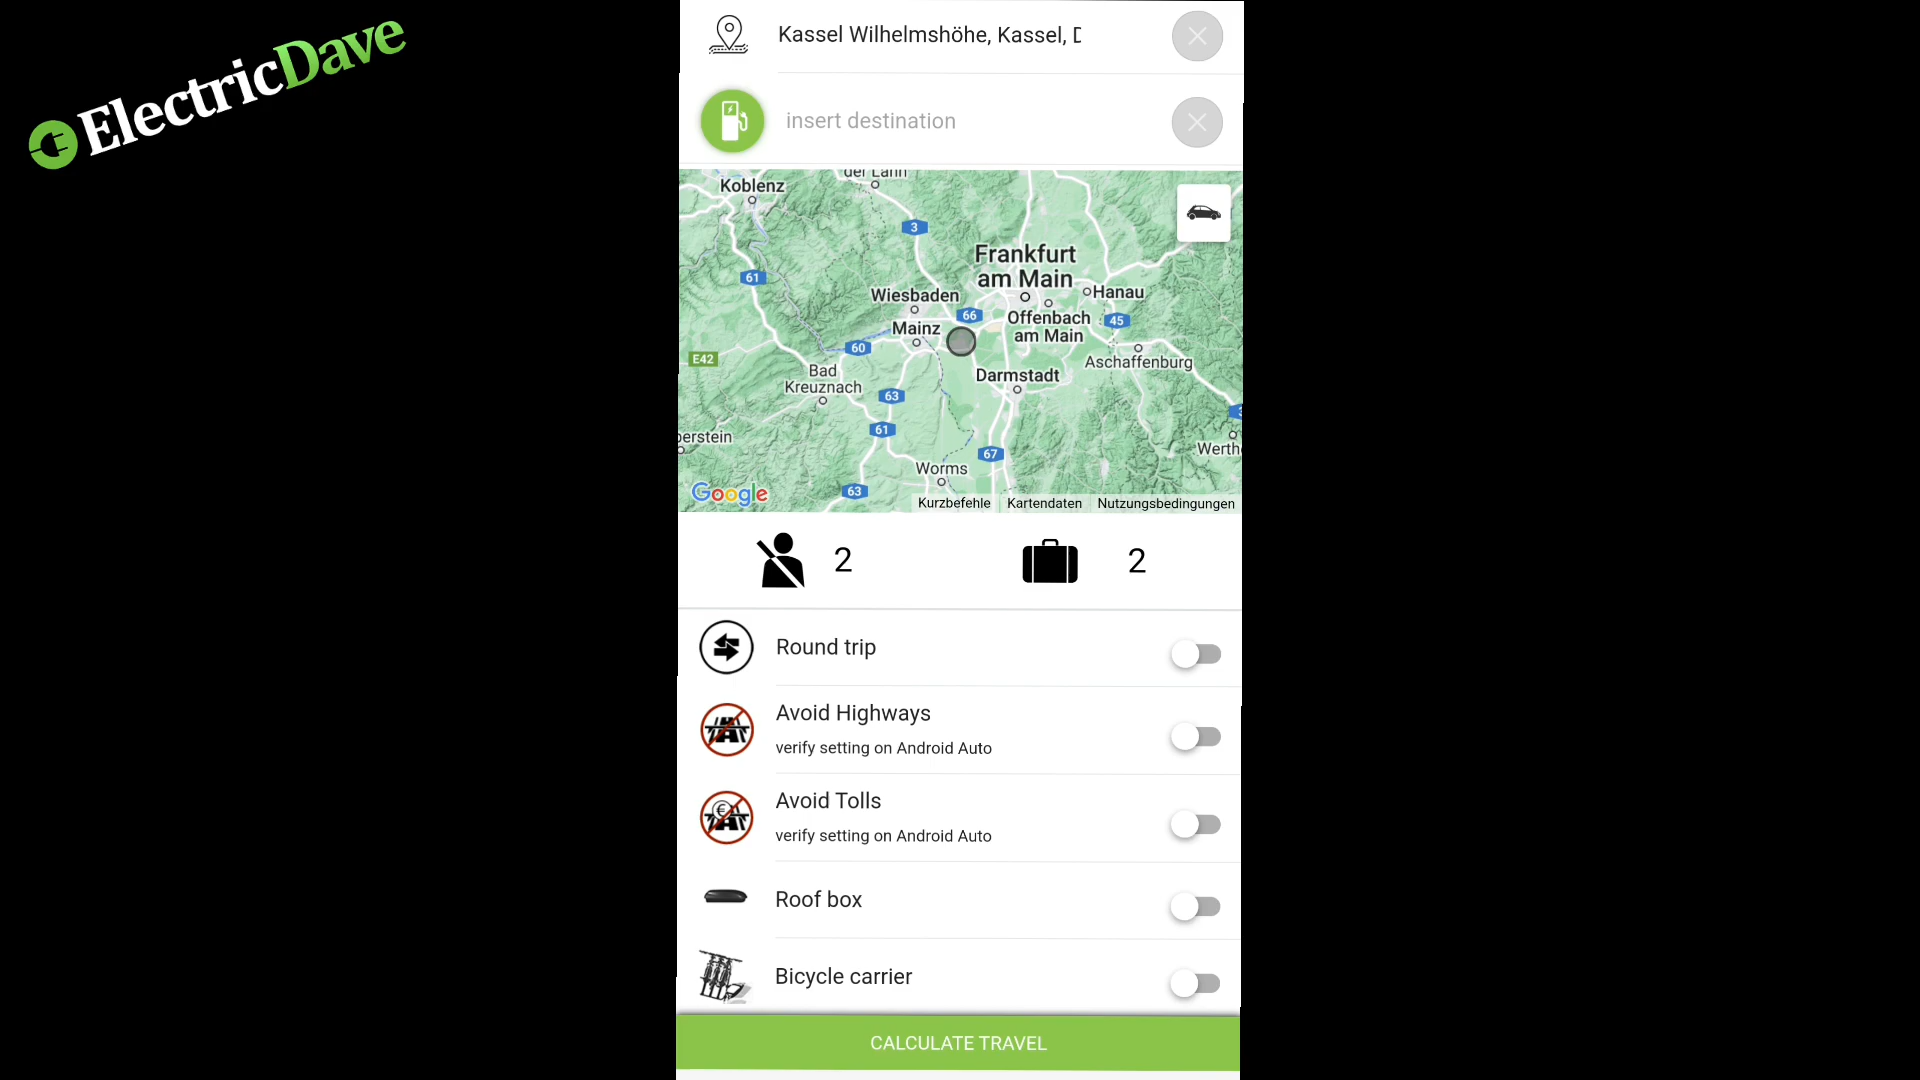 ElectricDave
Kassel Wilhelmshöhe, Kassel,
insert destination
der Lahn
Koblenz
3
Frankfurt
am Main
61
Wiesbaden
Hanau
66
Offenbach
am Main
45
Mainz
60
E42
Aschaffenburg
Bad
Kreuznach
Darmstadt
63
61
perstein
Werth
67
Worms
63
Google
Kurzbefehle
Kartendaten
Nutzungsbedingungen
2
2
Round trip
Avoid Highways
verify setting on Android Auto
Avoid Tolls
verify setting on Android Auto
Roof box
Bicycle carrier
CALCULATE TRAVEL